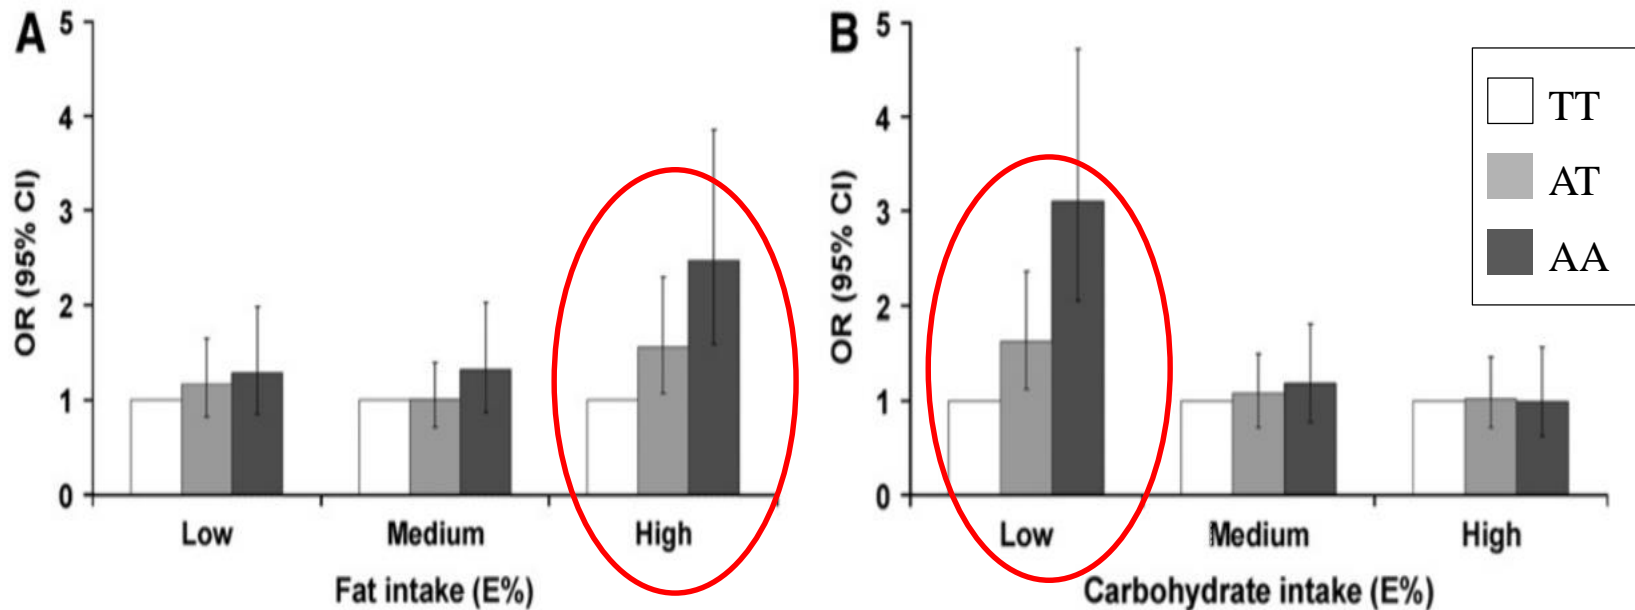 A
5
4
3
2
1
0
OR (95% CI)
Low Medium High
Fat intake (E%)
B
5
4
3
2
1
0
OR (95% CI)
Low Medium High
Carbohydrate intake (E%)
TT
AT
AA